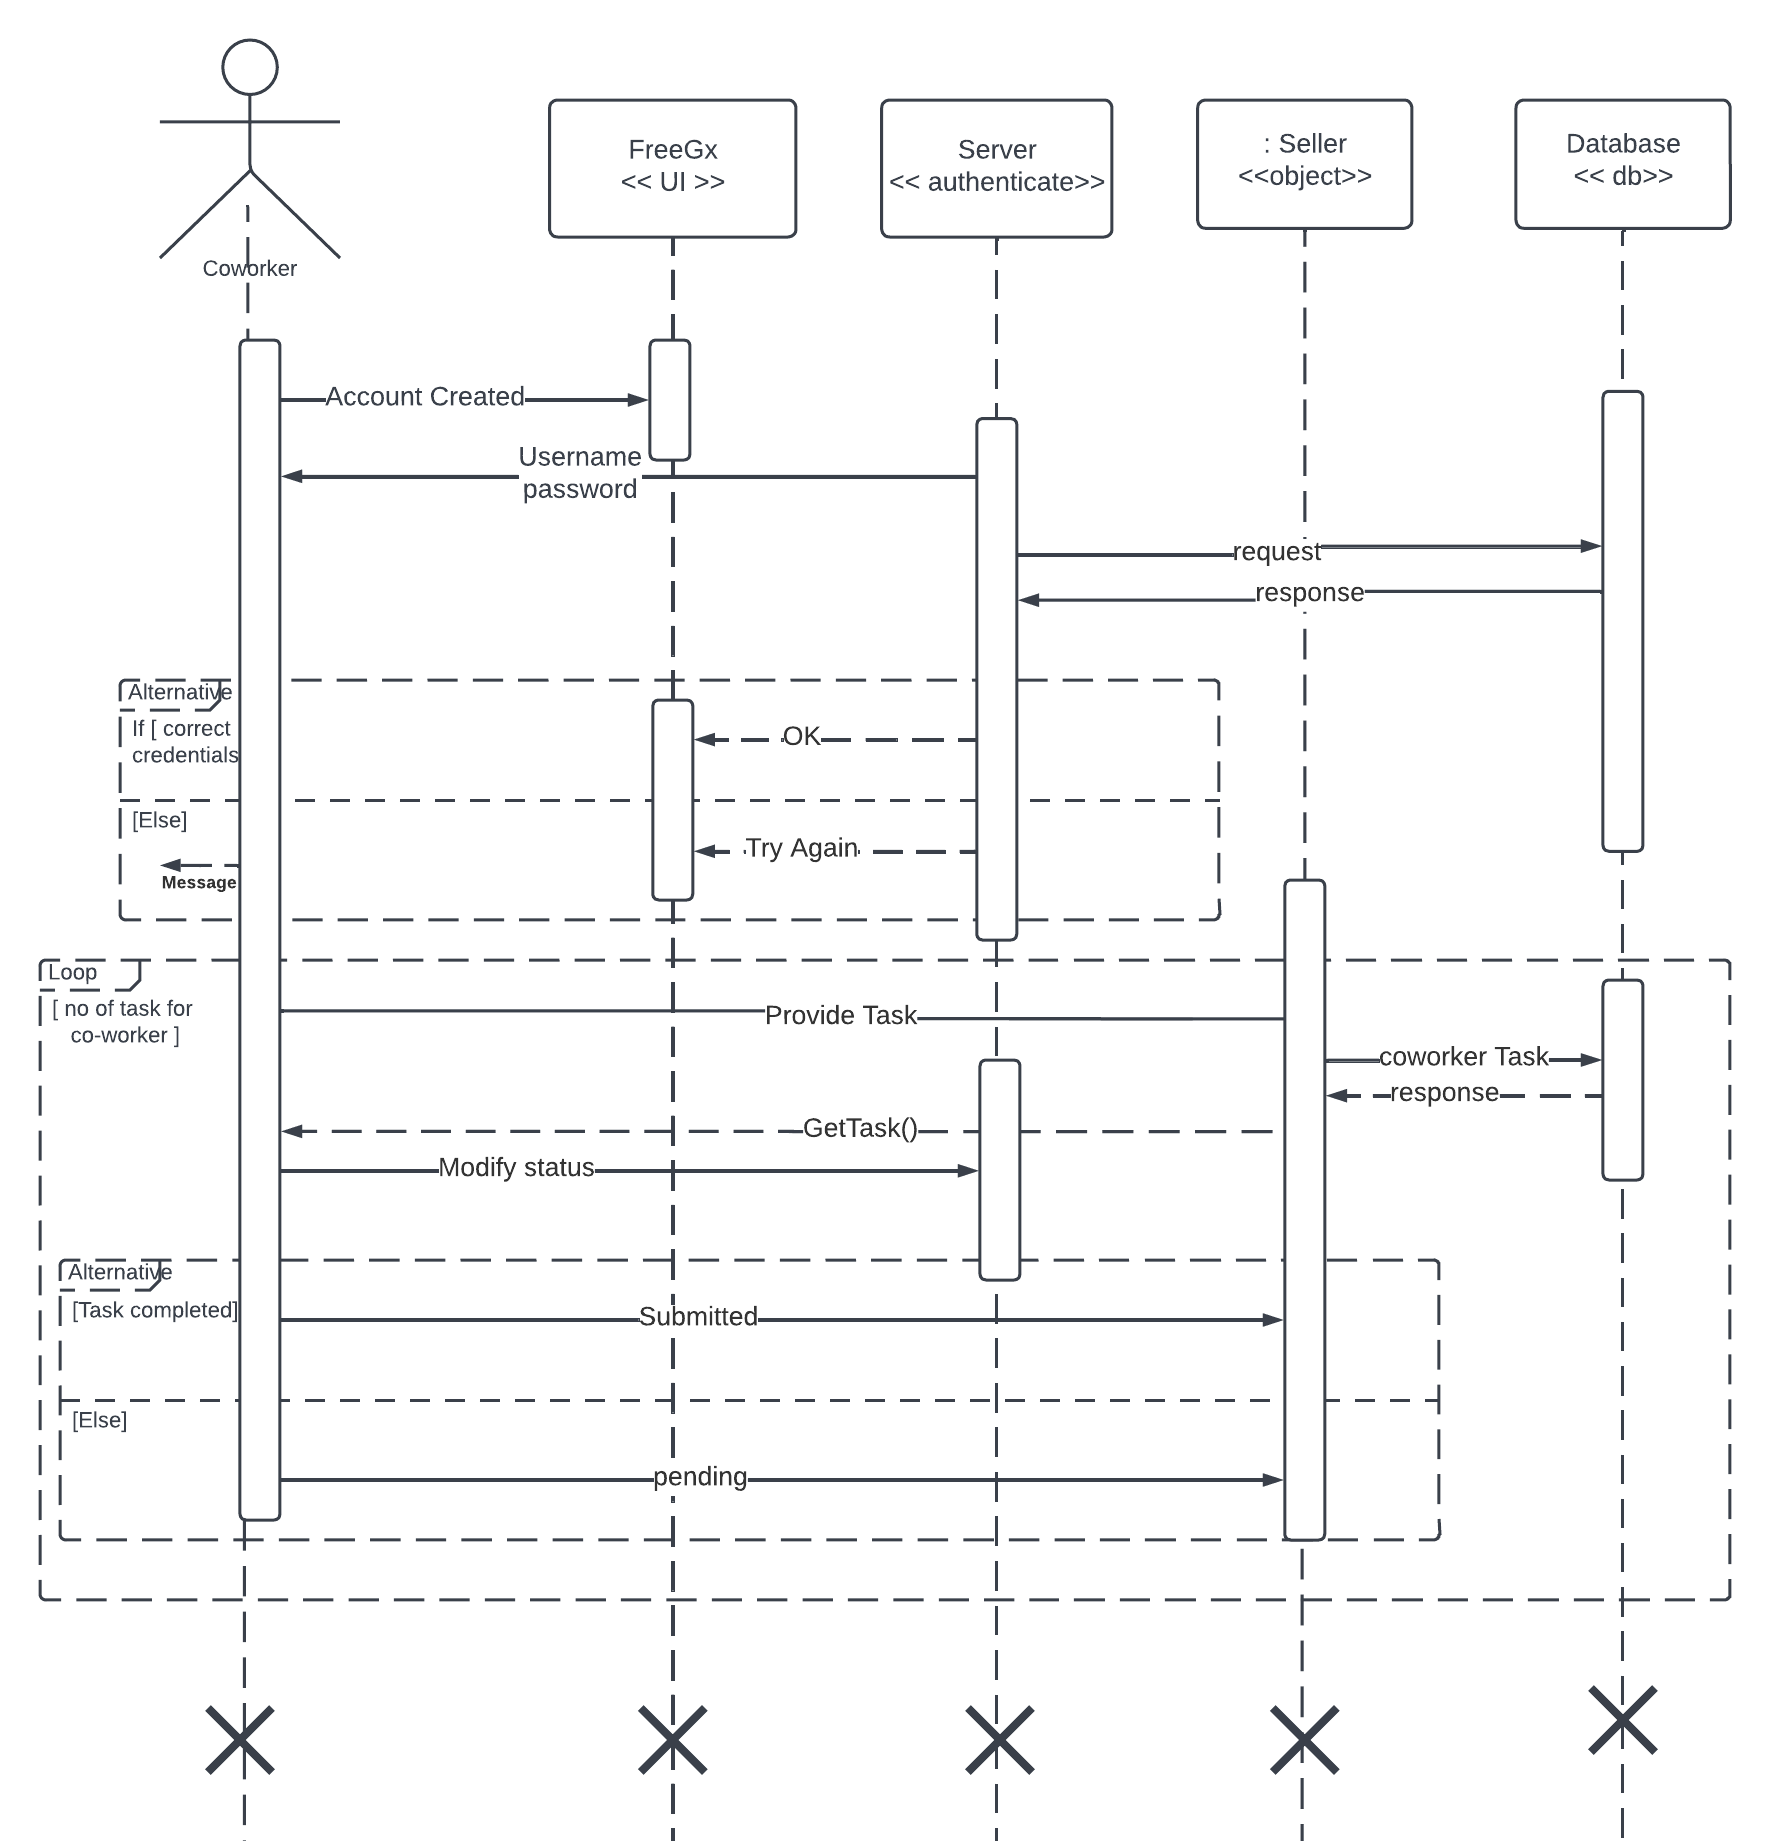 Coworker
FreeGx
<< UI >>
Server
<< authenticate>>
: Seller
<<object>>
Database
<< db>>
Account Created
Username
password
request
response
Alternative
If [ correct
credentials
OK
[Else]
Try Again
Message
Loop
[ no of task for
co-worker ]
Provide Task
coworker Task
response
GetTask()
Modify status
Alternative
[Task completed]
Submitted
[Else]
pending